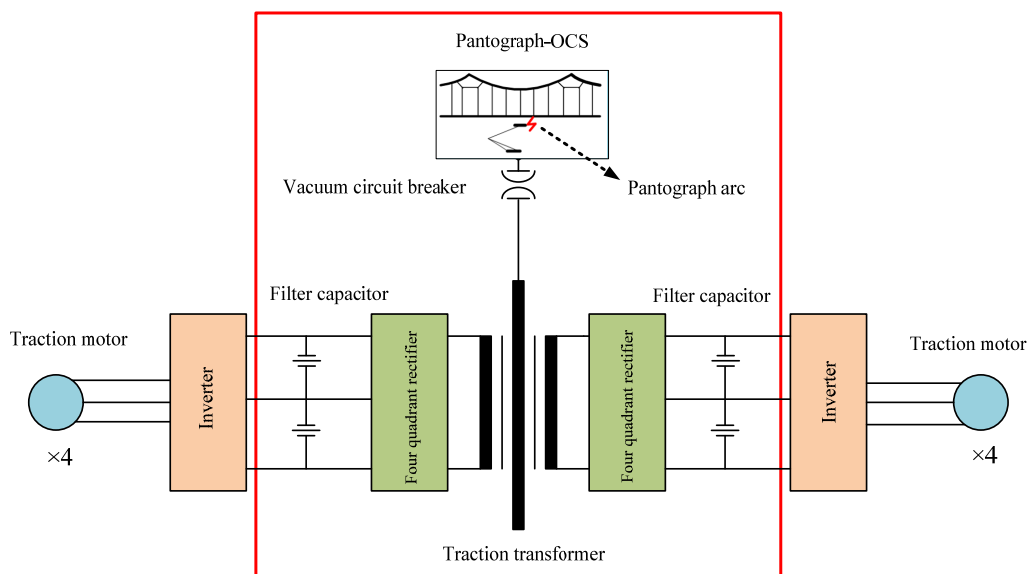 Pantograph-OCS
Vacuum circuit breaker
Pantograph arc
Filter capacitor
Filter capacitor
Traction motor
Traction motor
Inverter
Four quadrant rectifier
Four quadrant rectifier
Inverter
×4
×4
Traction transformer